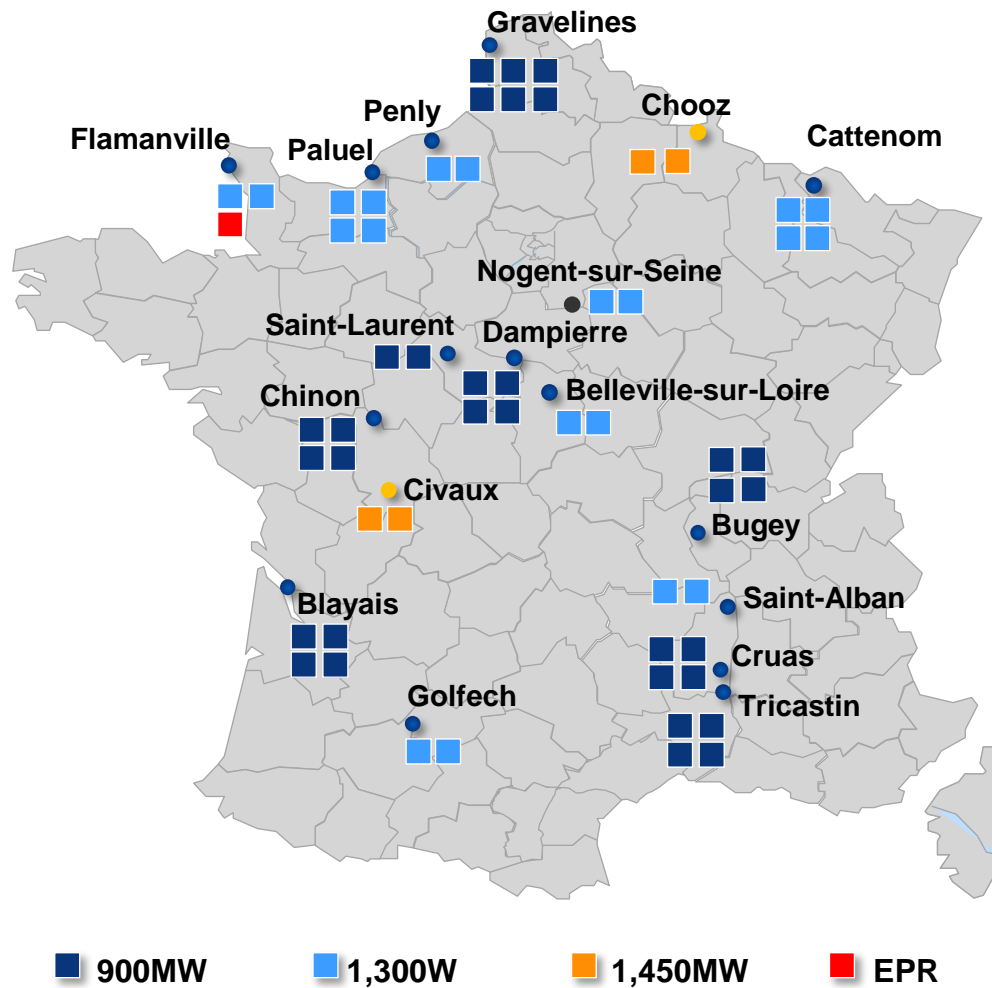 Gravelines
Chooz
Penly
Cattenom
Flamanville
Paluel
Nogent-sur-Seine
Saint-Laurent
Dampierre
Belleville-sur-Loire
Chinon
Civaux
Bugey
Saint-Alban
Blayais
Cruas
Golfech
Tricastin
900MW 1,300W 1,450MW EPR